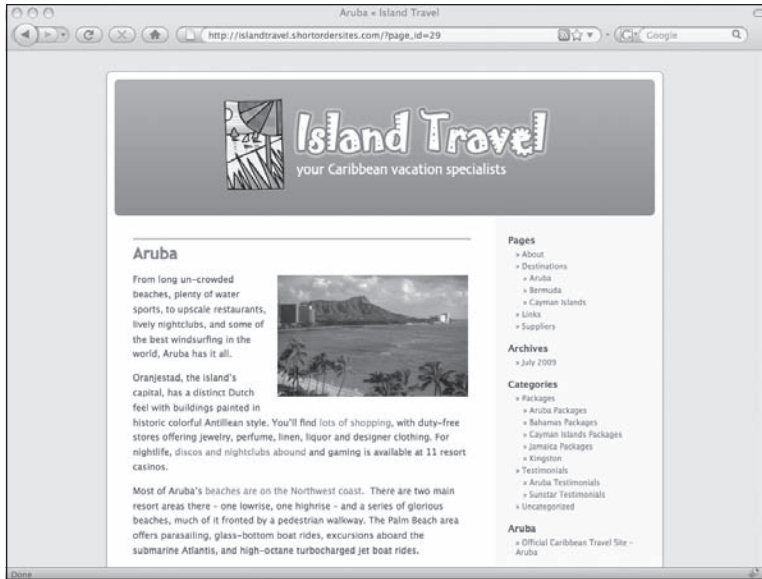 Aruba « Island Travel
http://islandtravel.shortordersites.com/?page_id=29
Google
Island Travel
your Caribbean vacation specialists
Aruba
From long un-crowded
beaches, plenty of water
sports, to upscale restaurants,
lively nightclubs, and some of
the best windsurfing in the
world, Aruba has it all.
Oranjestad, the island's
capital, has a distinct Dutch
feel with buildings painted in
historic colorful Antillean style. You'll find lots of shopping, with duty-free
stores offering jewelry, perfume, linen, liquor and designer clothing. For
nightlife, discos and nightclubs abound and gaming is available at 11 resort
casinos.
Most of Aruba's beaches are on the Northwest coast. There are two main
resort areas there - one lowrise, one highrise - and a series of glorious
beaches, much of it fronted by a pedestrian walkway. The Palm Beach area
offers parasailing, glass-bottom boat rides, excursions aboard the
submarine Atlantis, and high-octane turbocharged jet boat rides.
Pages
» About
» Destinations
» Aruba
» Bermuda
» Cayman Islands
» Links
» Suppliers
Archives
» July 2009
Categories
» Packages
» Aruba Packages
» Bahamas Packages
» Cayman Islands Packages
» Jamaica Packages
» Kingston
» Testimonials
» Aruba Testimonials
» Sunstar Testimonials
» Uncategorized
Aruba
» Official Caribbean Travel Site -
Aruba
Done